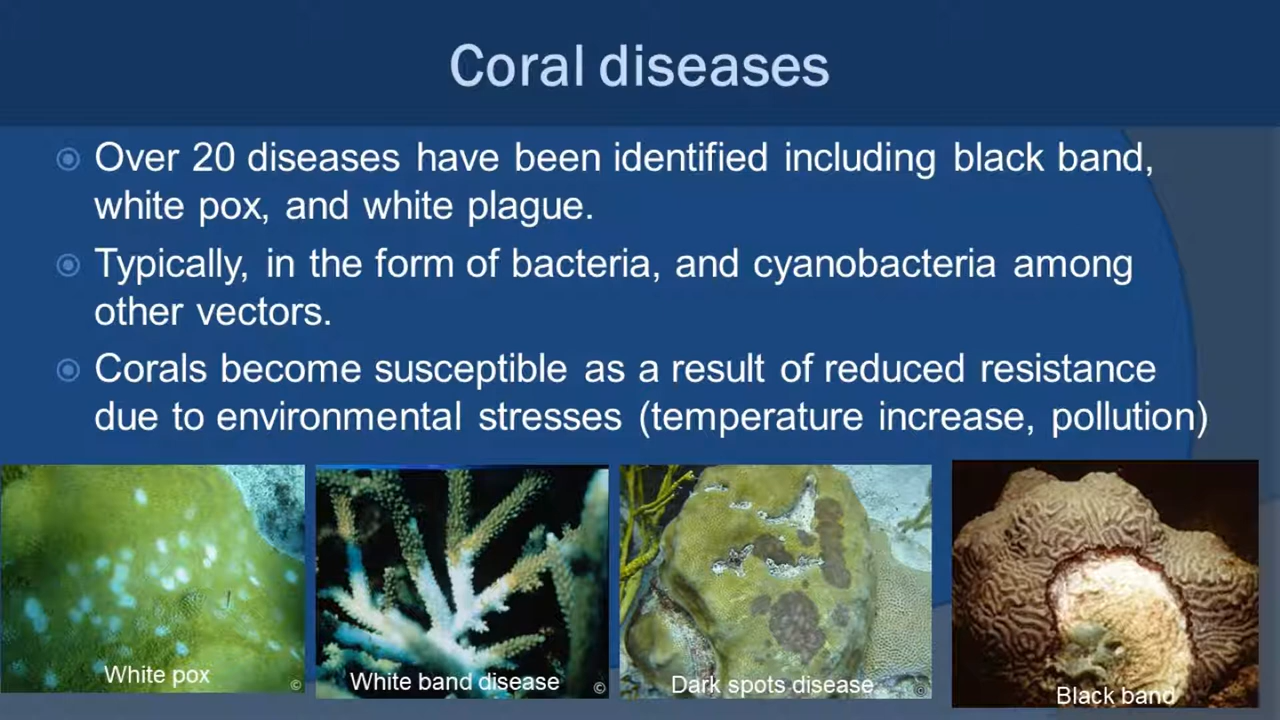 Coral diseases
Over 20 diseases have been identified including black band,
white pox, and white plague.
Typically, in the form of bacteria, and cyanobacteria among
other vectors.
Corals become susceptible as a result of reduced resistance
due to environmental stresses (temperature increase, pollution)
White pox
©
White band disease
©
Dark spots disease
©
Black band